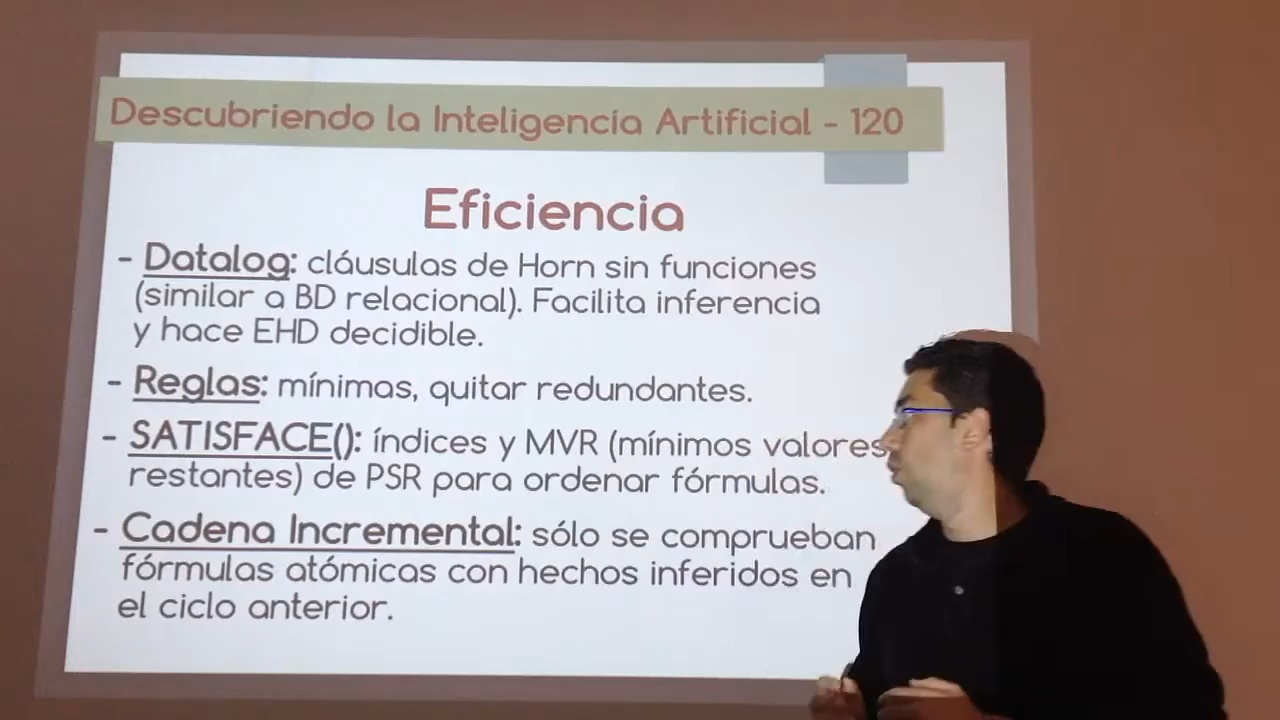 Descubriendo la Inteligencia Artificial - 120
Eficiencia
- Datalog: cláusulas de Horn sin funciones
(similar a BD relacional). Facilita inferencia
y hace EHD decidible.
- Reglas: mínimas, quitar redundantes.
- SATISFACE(): índices y MVR (mínimos valores
restantes) de PSR para ordenar fórmulas.
- Cadena Incremental: sólo se comprueban
fórmulas atómicas con hechos inferidos en
el ciclo anterior.